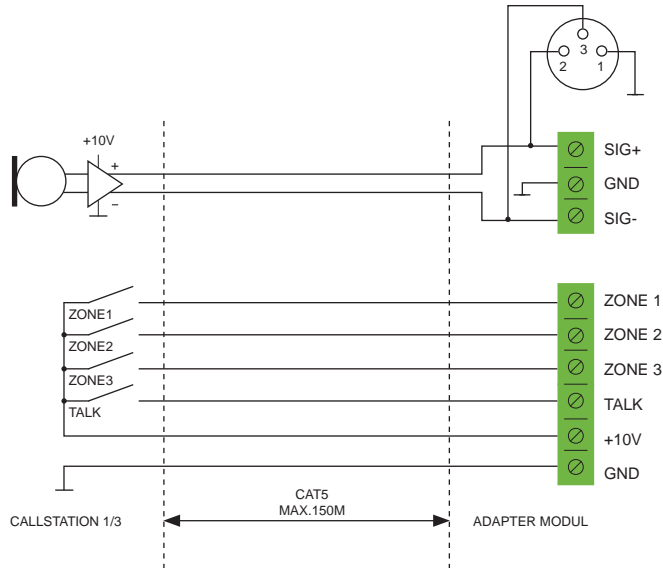 3
2 1
+10V
+
−
SIG+
GND
SIG-
ZONE1
ZONE2
ZONE3
TALK
ZONE 1
ZONE 2
ZONE 3
TALK
+10V
GND
CALLSTATION 1/3
CAT5
MAX.150M
ADAPTER MODUL